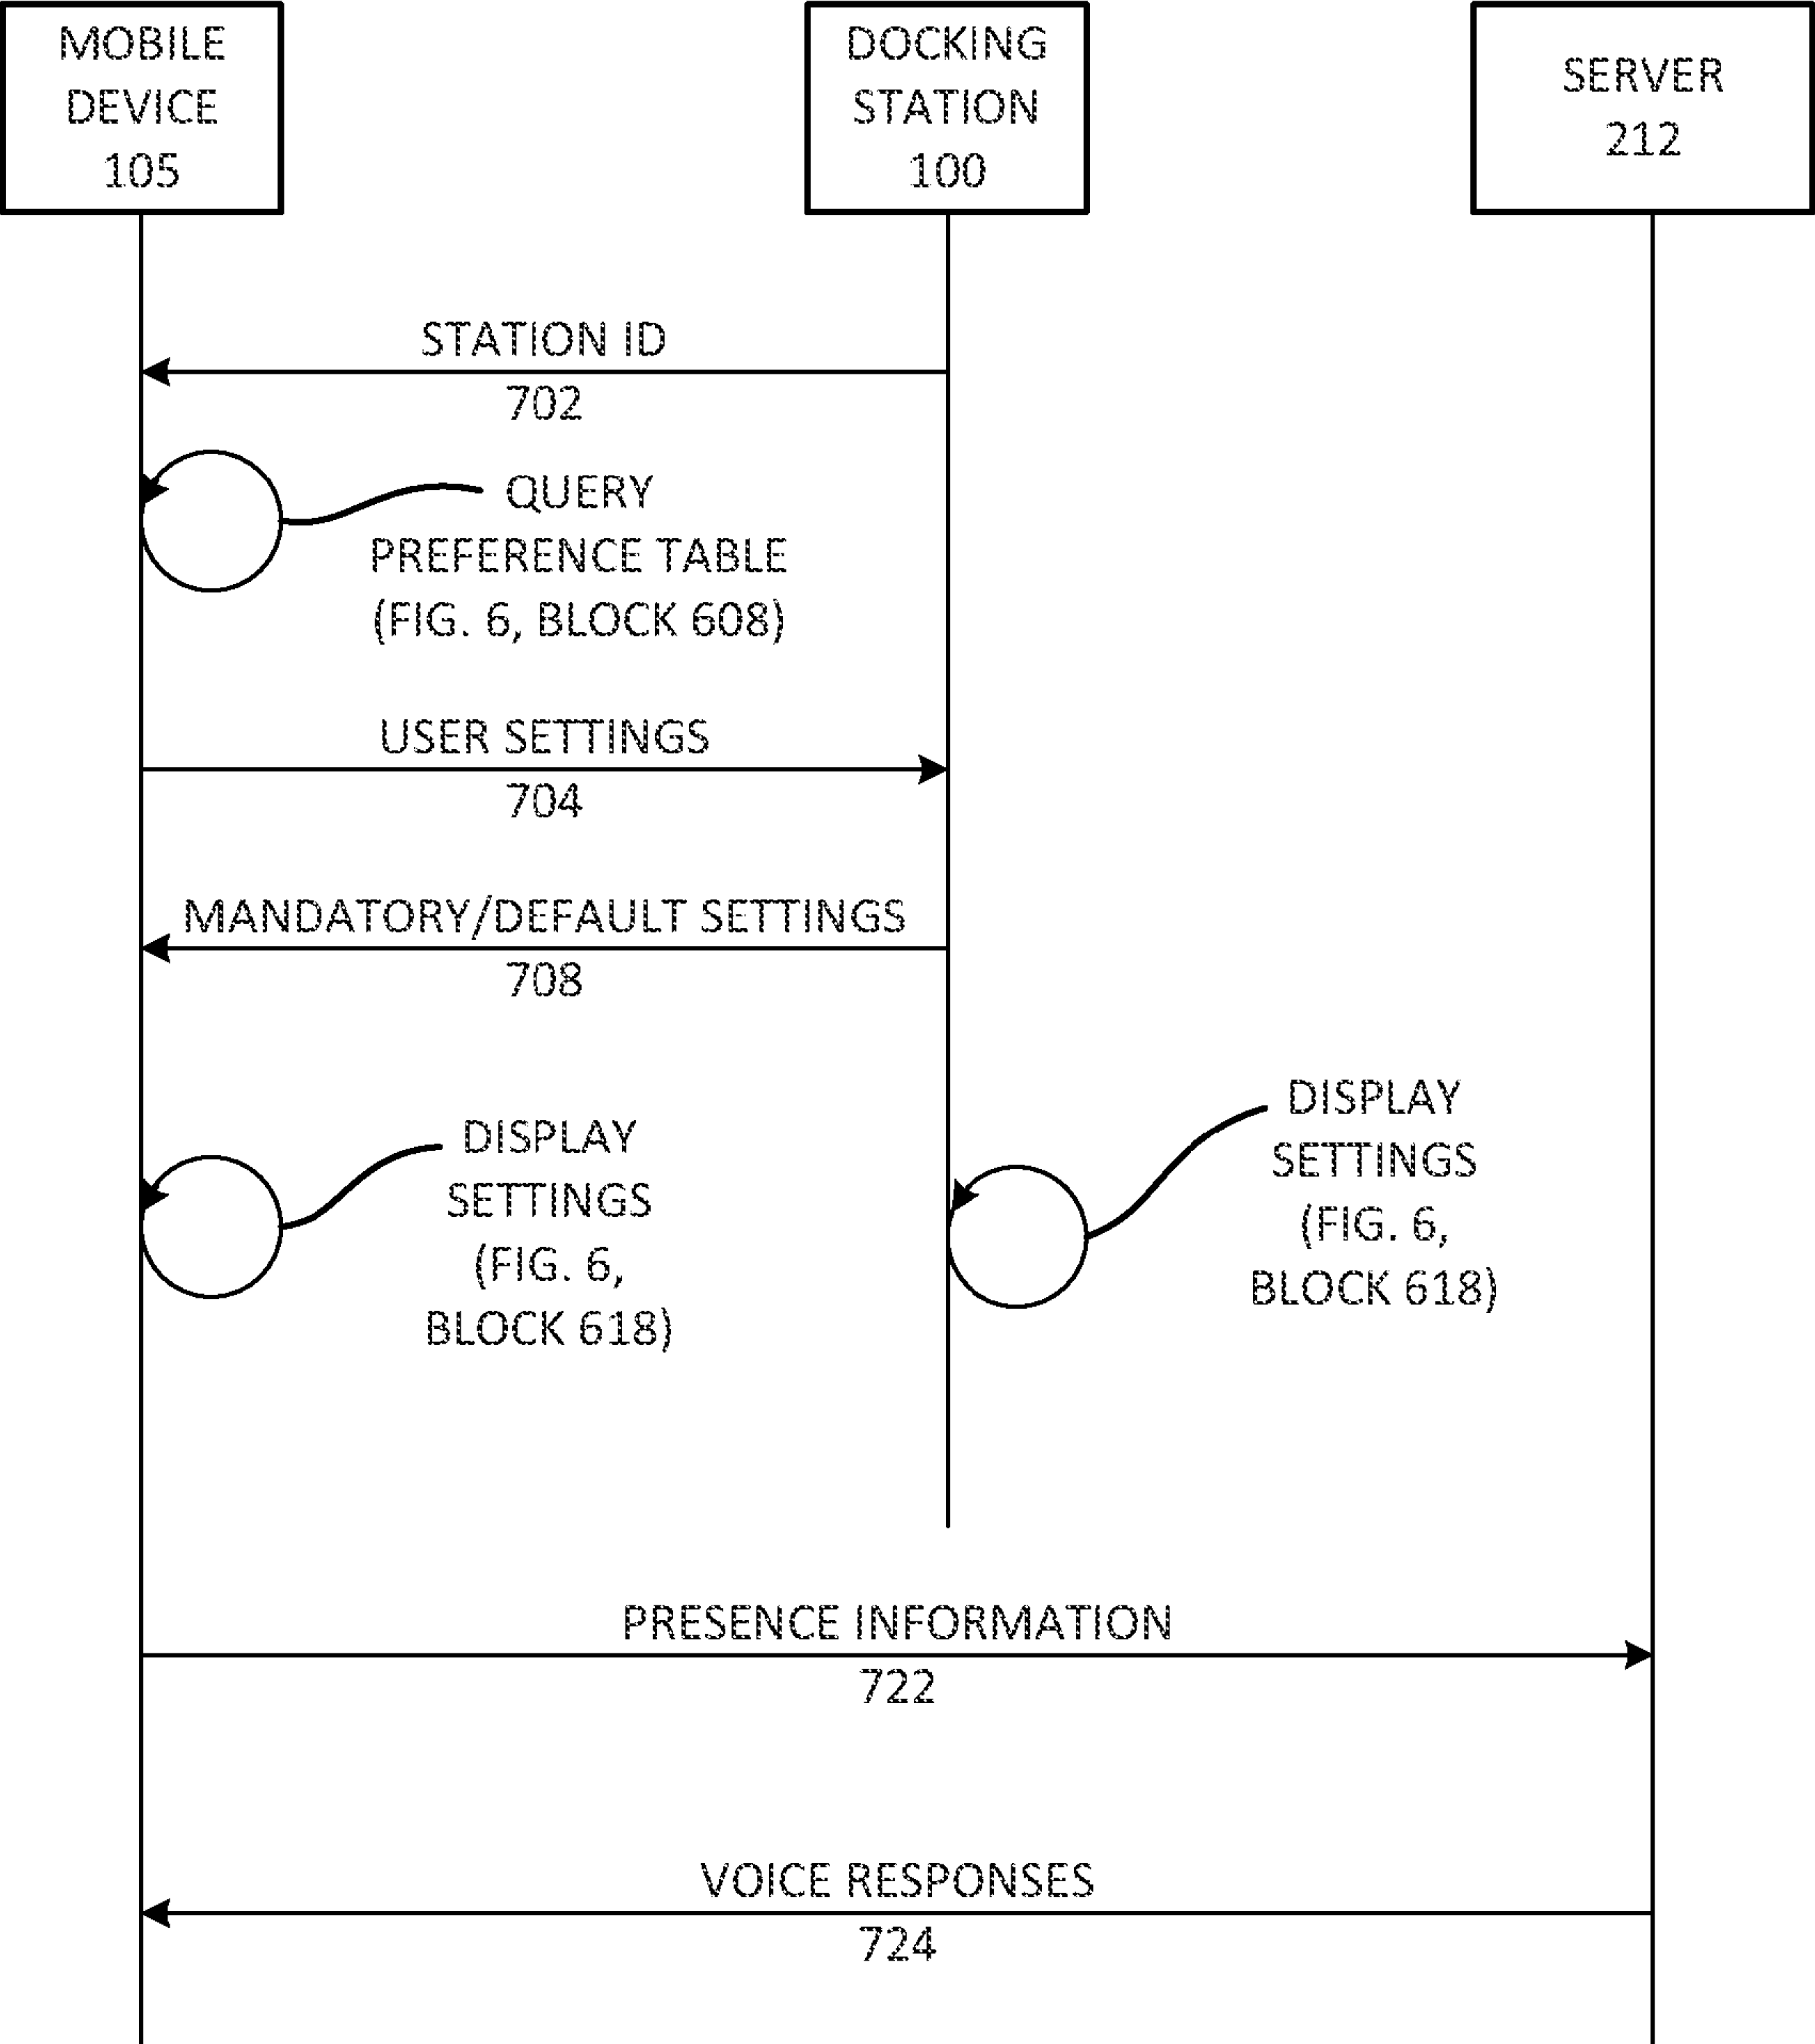 MOBILE
DEVICE
105
DOCKING
STATION
100
SERVER
212
STATION ID
702
QUERY
PREFERENCE TABLE
(FIG. 6, BLOCK 608)
USER SETTINGS
704
MANDATORY/DEFAULT SETTINGS
708
DISPLAY
SETTINGS
(FIG. 6,
BLOCK 618)
DISPLAY
SETTINGS
(FIG. 6,
BLOCK 618)
PRESENCE INFORMATION
722
VOICE RESPONSES
724